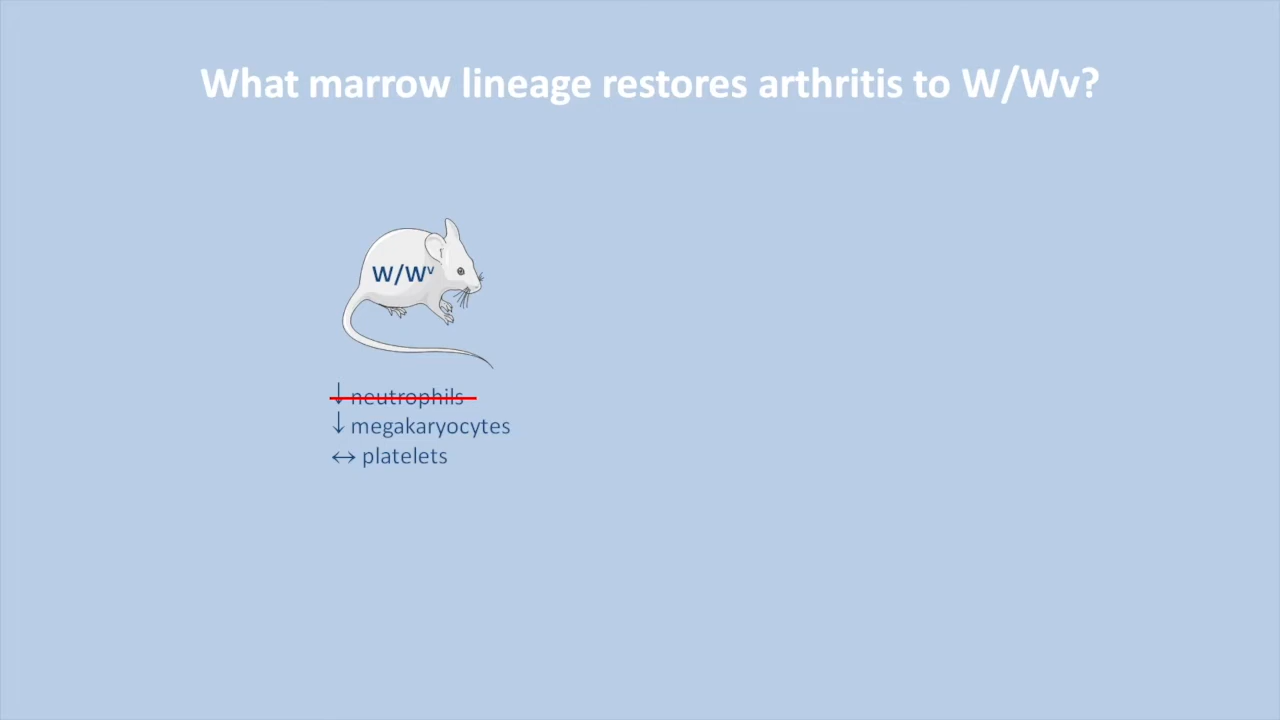 What marrow lineage restores arthritis to W/Wv?
W/Wᵛ
↓ neutrophils
↓ megakaryocytes
↔ platelets